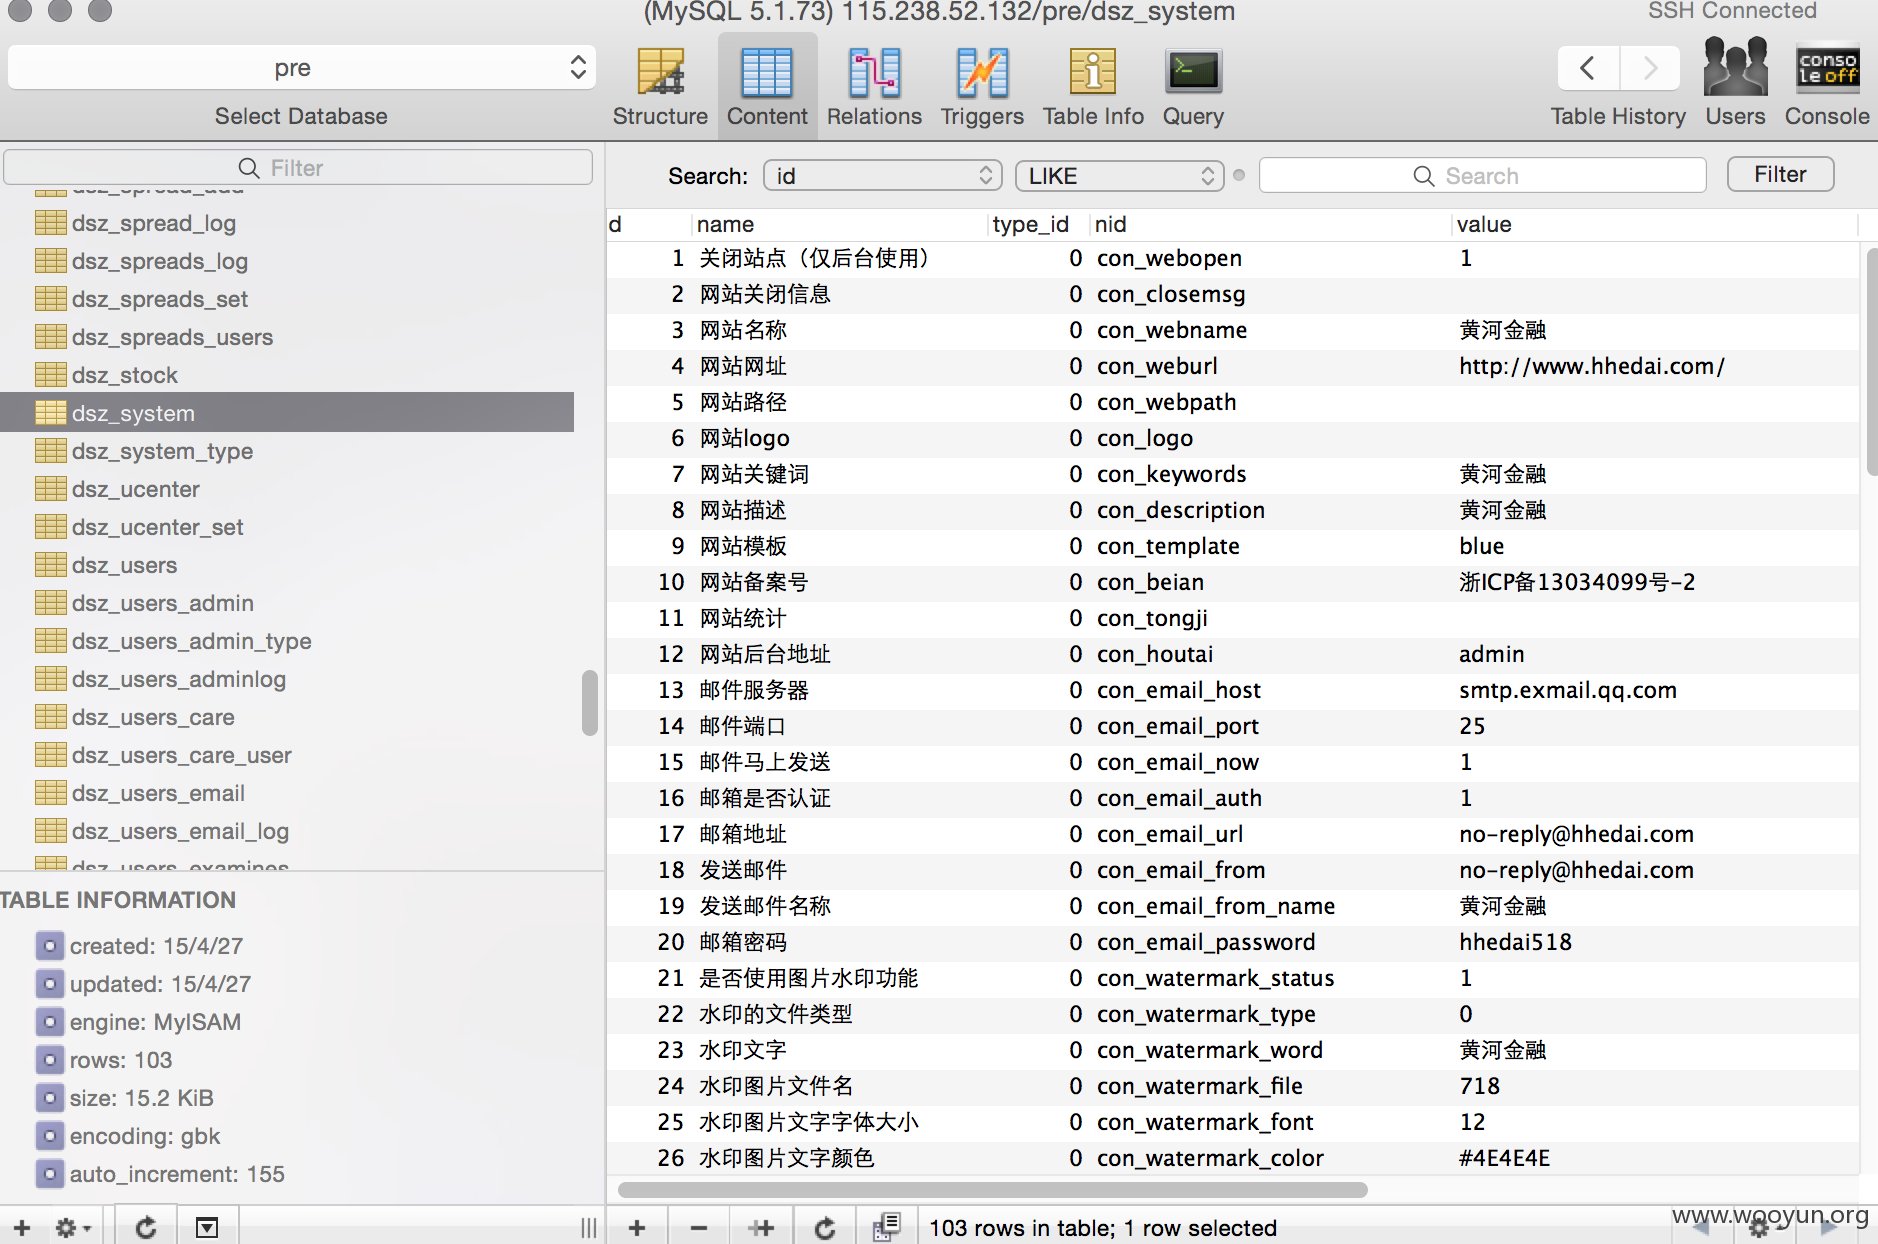 (MySQL 5.1.73) 115.238.52.132/pre/dsz_system
SSH Connected
pre
Select Database
Structure
Content
Relations
Triggers
Table Info
Query
Table History
Users
conso
le off
Console
Filter
Search: id LIKE Search Filter
dsz_spread_add
dsz_spread_log
dsz_spreads_log
dsz_spreads_set
dsz_spreads_users
dsz_stock
dsz_system
dsz_system_type
dsz_ucenter
dsz_ucenter_set
dsz_users
dsz_users_admin
dsz_users_admin_type
dsz_users_adminlog
dsz_users_care
dsz_users_care_user
dsz_users_email
dsz_users_email_log
dsz_users_examines
TABLE INFORMATION
created: 15/4/27
updated: 15/4/27
engine: MyISAM
rows: 103
size: 15.2 KiB
encoding: gbk
auto_increment: 155
d name type_id nid value
1 关闭站点（仅后台使用） 0 con_webopen 1
2 网站关闭信息 0 con_closemsg
3 网站名称 0 con_webname 黄河金融
4 网站网址 0 con_weburl http://www.hhedai.com/
5 网站路径 0 con_webpath
6 网站logo 0 con_logo
7 网站关键词 0 con_keywords 黄河金融
8 网站描述 0 con_description 黄河金融
9 网站模板 0 con_template blue
10 网站备案号 0 con_beian 浙ICP备13034099号-2
11 网站统计 0 con_tongji
12 网站后台地址 0 con_houtai admin
13 邮件服务器 0 con_email_host smtp.exmail.qq.com
14 邮件端口 0 con_email_port 25
15 邮件马上发送 0 con_email_now 1
16 邮箱是否认证 0 con_email_auth 1
17 邮箱地址 0 con_email_url no-reply@hhedai.com
18 发送邮件 0 con_email_from no-reply@hhedai.com
19 发送邮件名称 0 con_email_from_name 黄河金融
20 邮箱密码 0 con_email_password hhedai518
21 是否使用图片水印功能 0 con_watermark_status 1
22 水印的文件类型 0 con_watermark_type 0
23 水印文字 0 con_watermark_word 黄河金融
24 水印图片文件名 0 con_watermark_file 718
25 水印图片文字字体大小 0 con_watermark_font 12
26 水印图片文字颜色 0 con_watermark_color #4E4E4E
103 rows in table; 1 row selected
www.wooyun.org